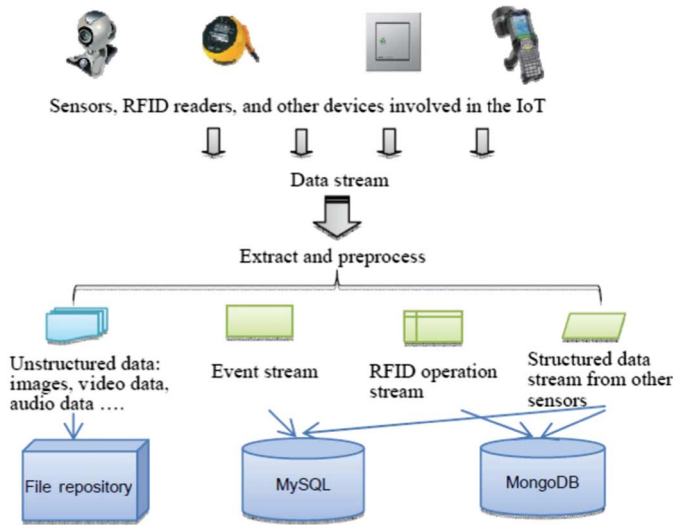 Sensors, RFID readers, and other devices involved in the IoT
Data stream
Extract and preprocess
Unstructured data:
images, video data,
audio data ….
Event stream
RFID operation
stream
Structured data
stream from other
sensors
File repository
MySQL
MongoDB